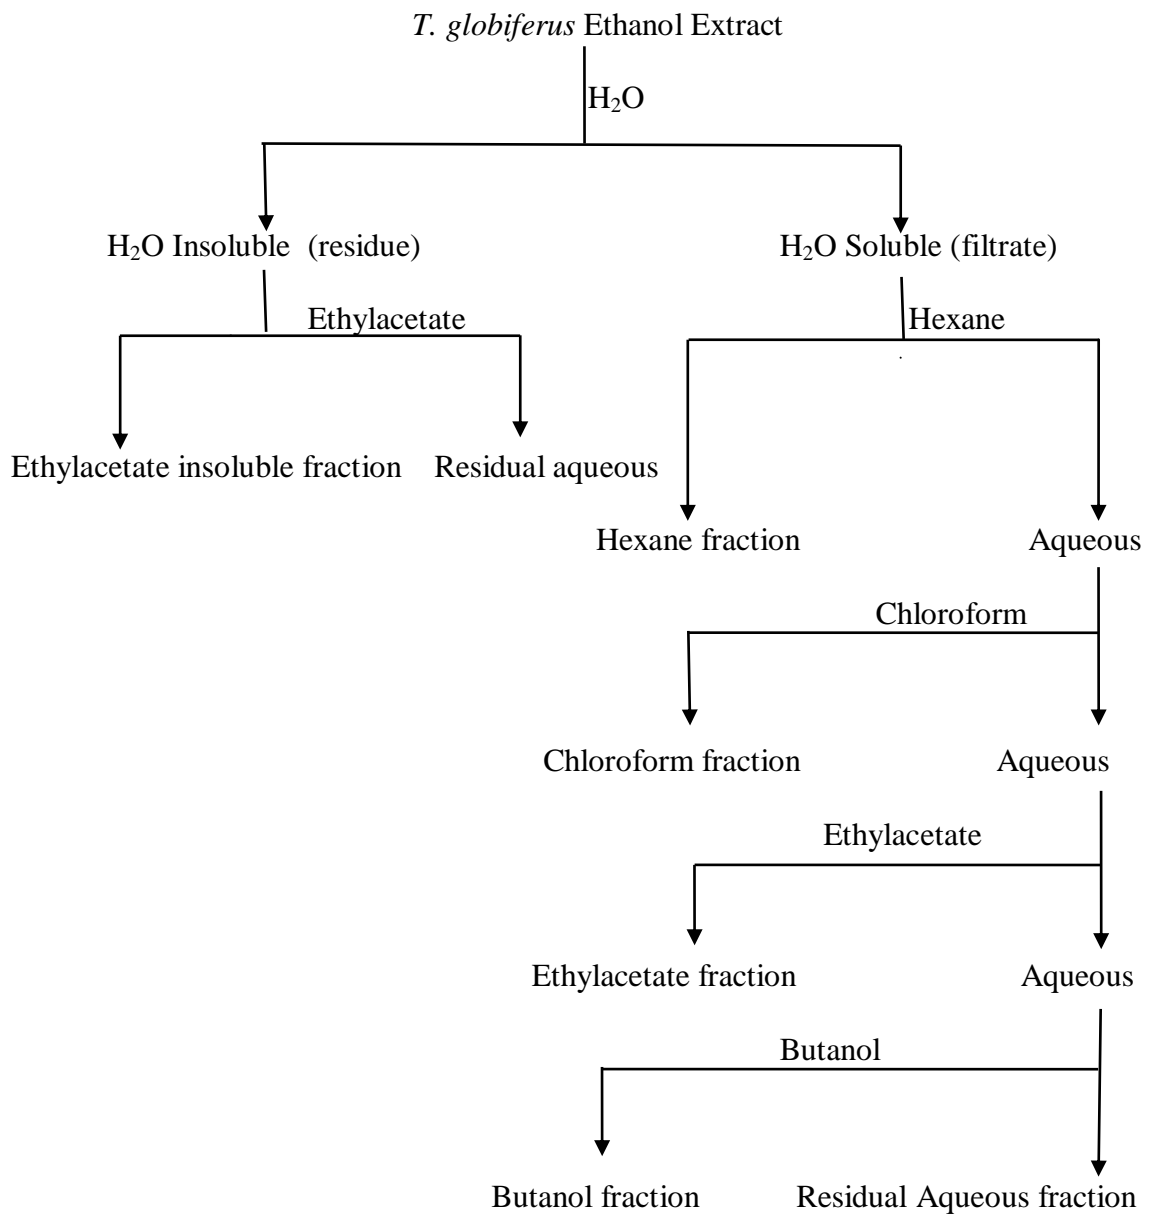 T. globiferus Ethanol Extract
H₂O
H₂O Insoluble (residue)
H₂O Soluble (filtrate)
Ethylacetate
Hexane
Ethylacetate insoluble fraction
Residual aqueous
Hexane fraction
Aqueous
Chloroform
Chloroform fraction
Aqueous
Ethylacetate
Ethylacetate fraction
Aqueous
Butanol
Butanol fraction
Residual Aqueous fraction